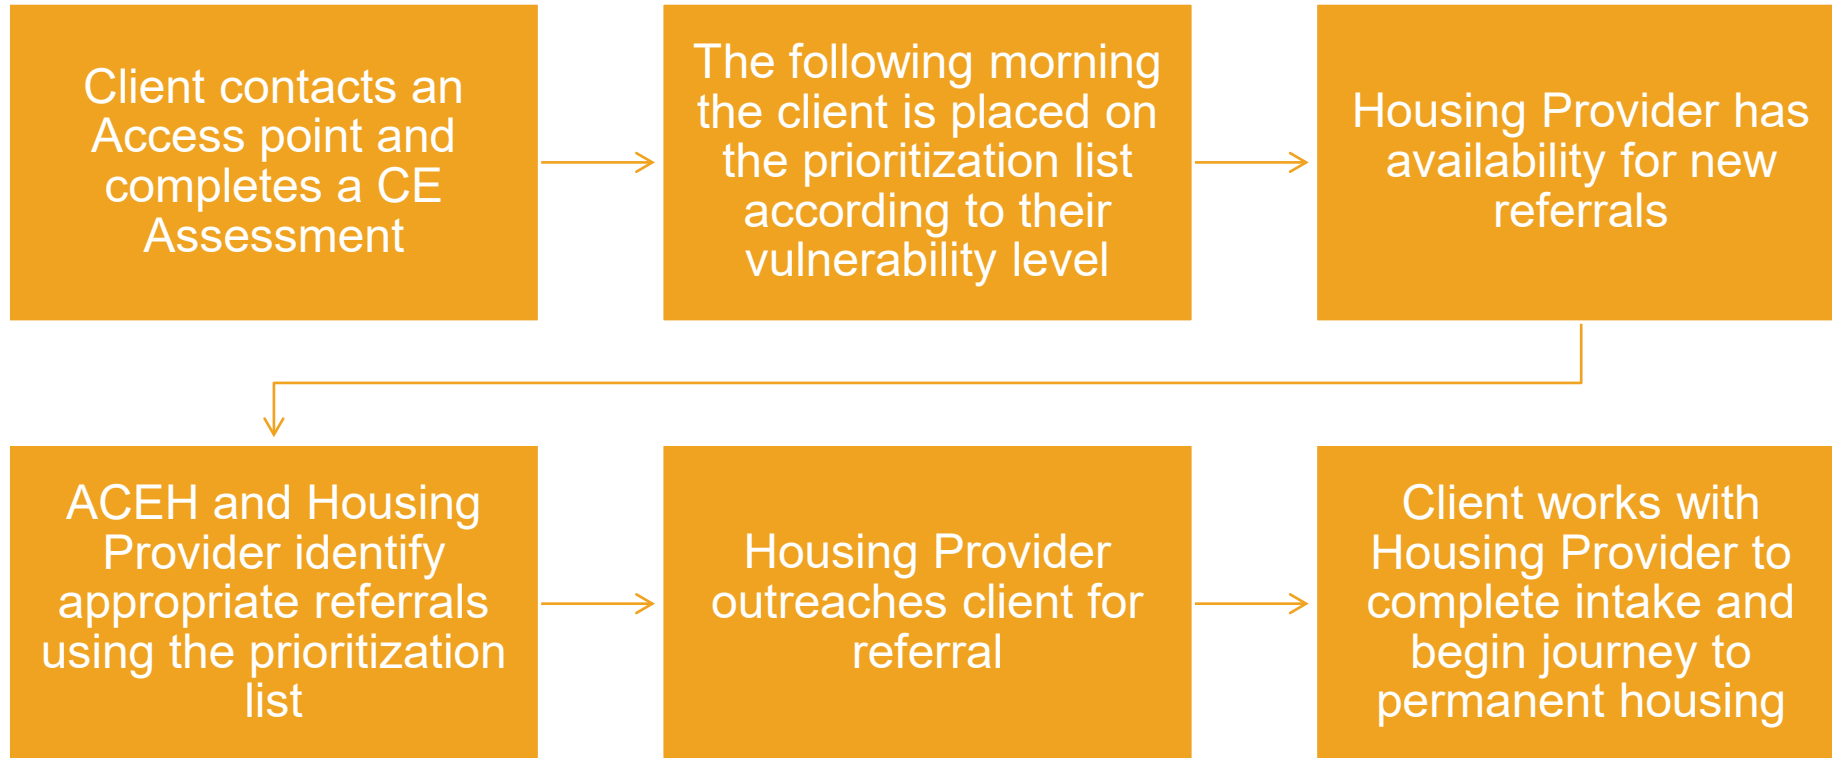 Client contacts an
Access point and
completes a CE
Assessment
The following morning
the client is placed on
the prioritization list
according to their
vulnerability level
Housing Provider has
availability for new
referrals
ACEH and Housing
Provider identify
appropriate referrals
using the prioritization
list
Housing Provider
outreaches client for
referral
Client works with
Housing Provider to
complete intake and
begin journey to
permanent housing